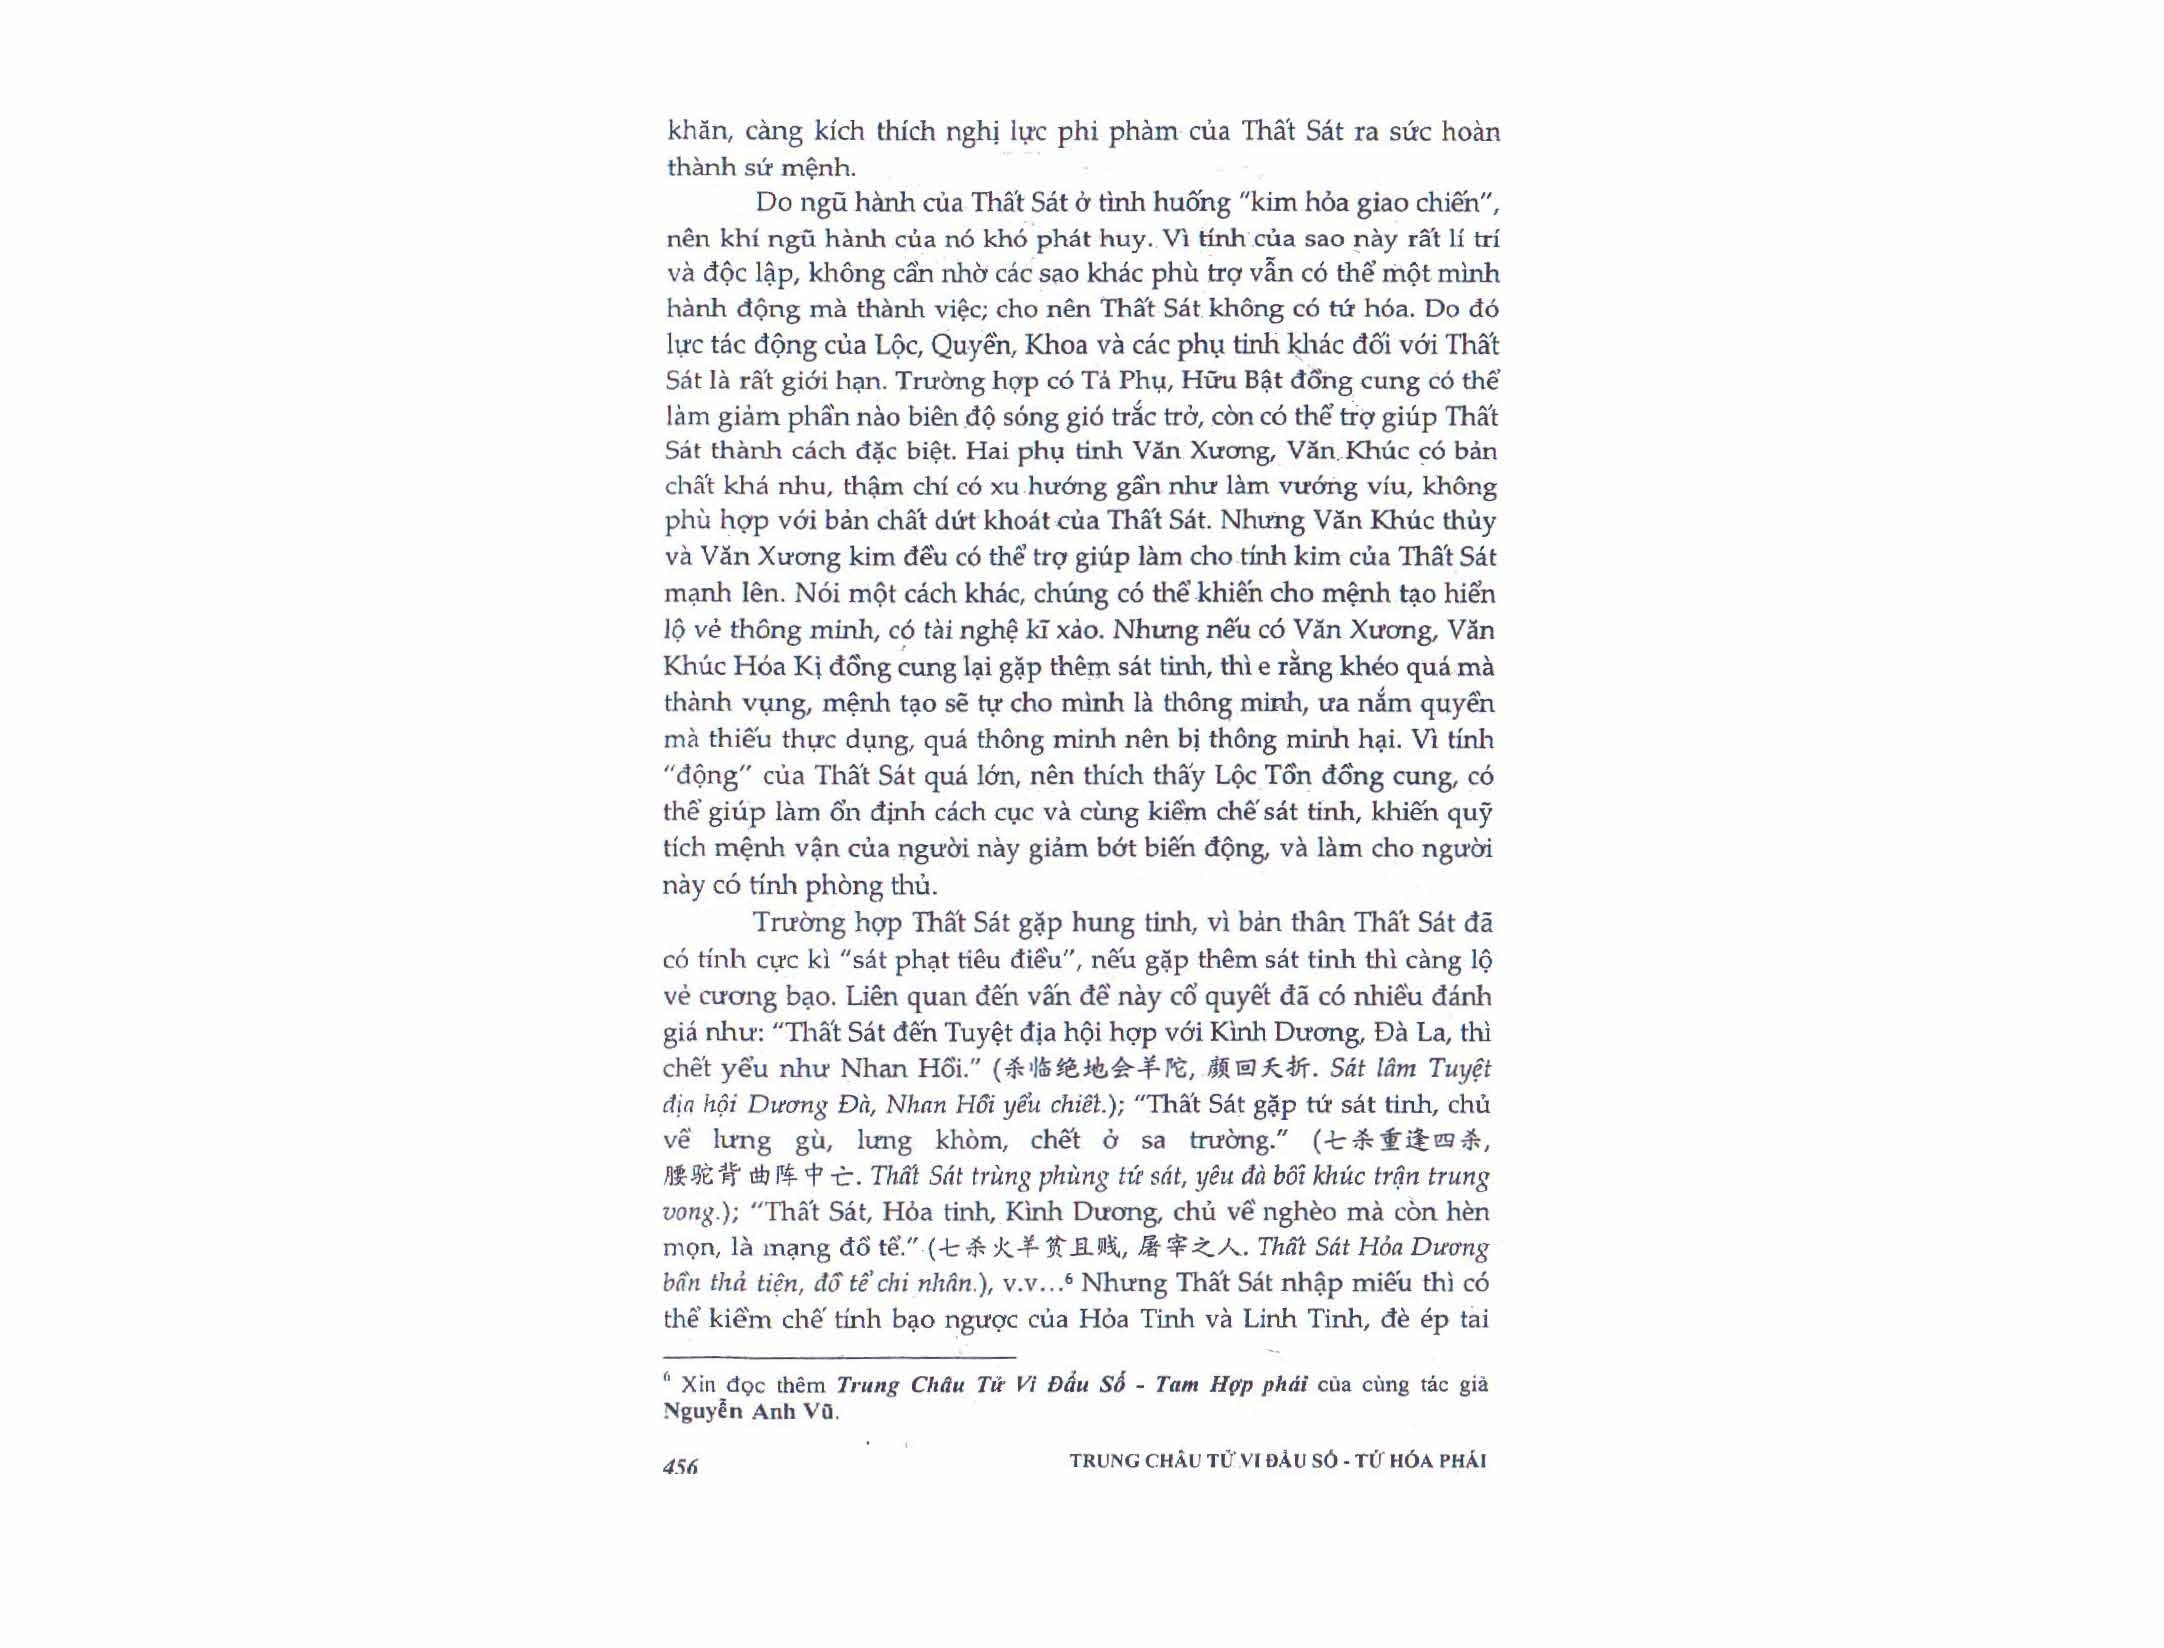 khăn, càng kích thích nghị lực phi phàm của Thất Sát ra sức hoàn
thành sứ mệnh.
Do ngũ hành của Thất Sát ở tình huống "kim hỏa giao chiến",
nên khí ngũ hành của nó khó phát huy. Vì tính của sao này rất lí trí
và độc lập, không cần nhờ các sao khác phù trợ vẫn có thể một mình
hành động mà thành việc; cho nên Thất Sát không có tứ hóa. Do đó
lực tác động của Lộc, Quyền, Khoa và các phụ tinh khác đối với Thất
Sát là rất giới hạn. Trường hợp có Tả Phụ, Hữu Bật đồng cung có thể
làm giảm phần nào biên độ sóng gió trắc trở, còn có thể trợ giúp Thất
Sát thành cách đặc biệt. Hai phụ tinh Văn Xương, Văn Khúc có bản
chất khá nhu, thậm chí có xu hướng gần như làm vướng víu, không
phù hợp với bản chất dứt khoát của Thất Sát. Nhưng Văn Khúc thủy
và Văn Xương kim đều có thể trợ giúp làm cho tính kim của Thất Sát
mạnh lên. Nói một cách khác, chúng có thể khiến cho mệnh tạo hiển
lộ vẻ thông minh, có tài nghệ kĩ xảo. Nhưng nếu có Văn Xương, Văn
Khúc Hóa Kị đồng cung lại gặp thêm sát tinh, thì e rằng khéo quá mà
thành vụng, mệnh tạo sẽ tự cho mình là thông minh, ưa nắm quyền
mà thiếu thực dụng, quá thông minh nên bị thông minh hại. Vì tính
"động" của Thất Sát quá lớn, nên thích thấy Lộc Tồn đồng cung, có
thể giúp làm ổn định cách cục và cùng kiềm chế sát tinh, khiến quỹ
tích mệnh vận của người này giảm bớt biến động, và làm cho người
này có tính phòng thủ.
Trường hợp Thất Sát gặp hung tinh, vì bản thân Thất Sát đã
có tính cực kì "sát phạt tiêu điều", nếu gặp thêm sát tinh thì càng lộ
vẻ cương bạo. Liên quan đến vấn đề này cổ quyết đã có nhiều đánh
giá như: "Thất Sát đến Tuyệt địa hội hợp với Kình Dương, Đà La, thì
chết yểu như Nhan Hồi." (杀临绝地会羊陀, 颜回夭折. Sát lâm Tuyệt
địa hội Dương Đà, Nhan Hồi yểu chiết.); "Thất Sát gặp tứ sát tinh, chủ
về lưng gù, lưng khòm, chết ở sa trường." (七杀重逢四杀,
腰驼背曲阵中亡. Thất Sát trùng phùng tứ sát, yêu đà bối khúc trận trung
vong.); "Thất Sát, Hỏa tinh, Kình Dương, chủ về nghèo mà còn hèn
mọn, là mạng đồ tể." (七杀火羊贫且贱, 屠宰之人. Thất Sát Hỏa Dương
bần thả tiện, đồ tể chi nhân.), v.v...⁶ Nhưng Thất Sát nhập miếu thì có
thể kiềm chế tính bạo ngược của Hỏa Tinh và Linh Tinh, đè ép tai
⁶ Xin đọc thêm Trung Châu Tử Vi Đẩu Số - Tam Hợp phái của cùng tác giả
Nguyễn Anh Vũ.
456
TRUNG CHÂU TỬ VI ĐẨU SỐ - TỨ HÓA PHÁI